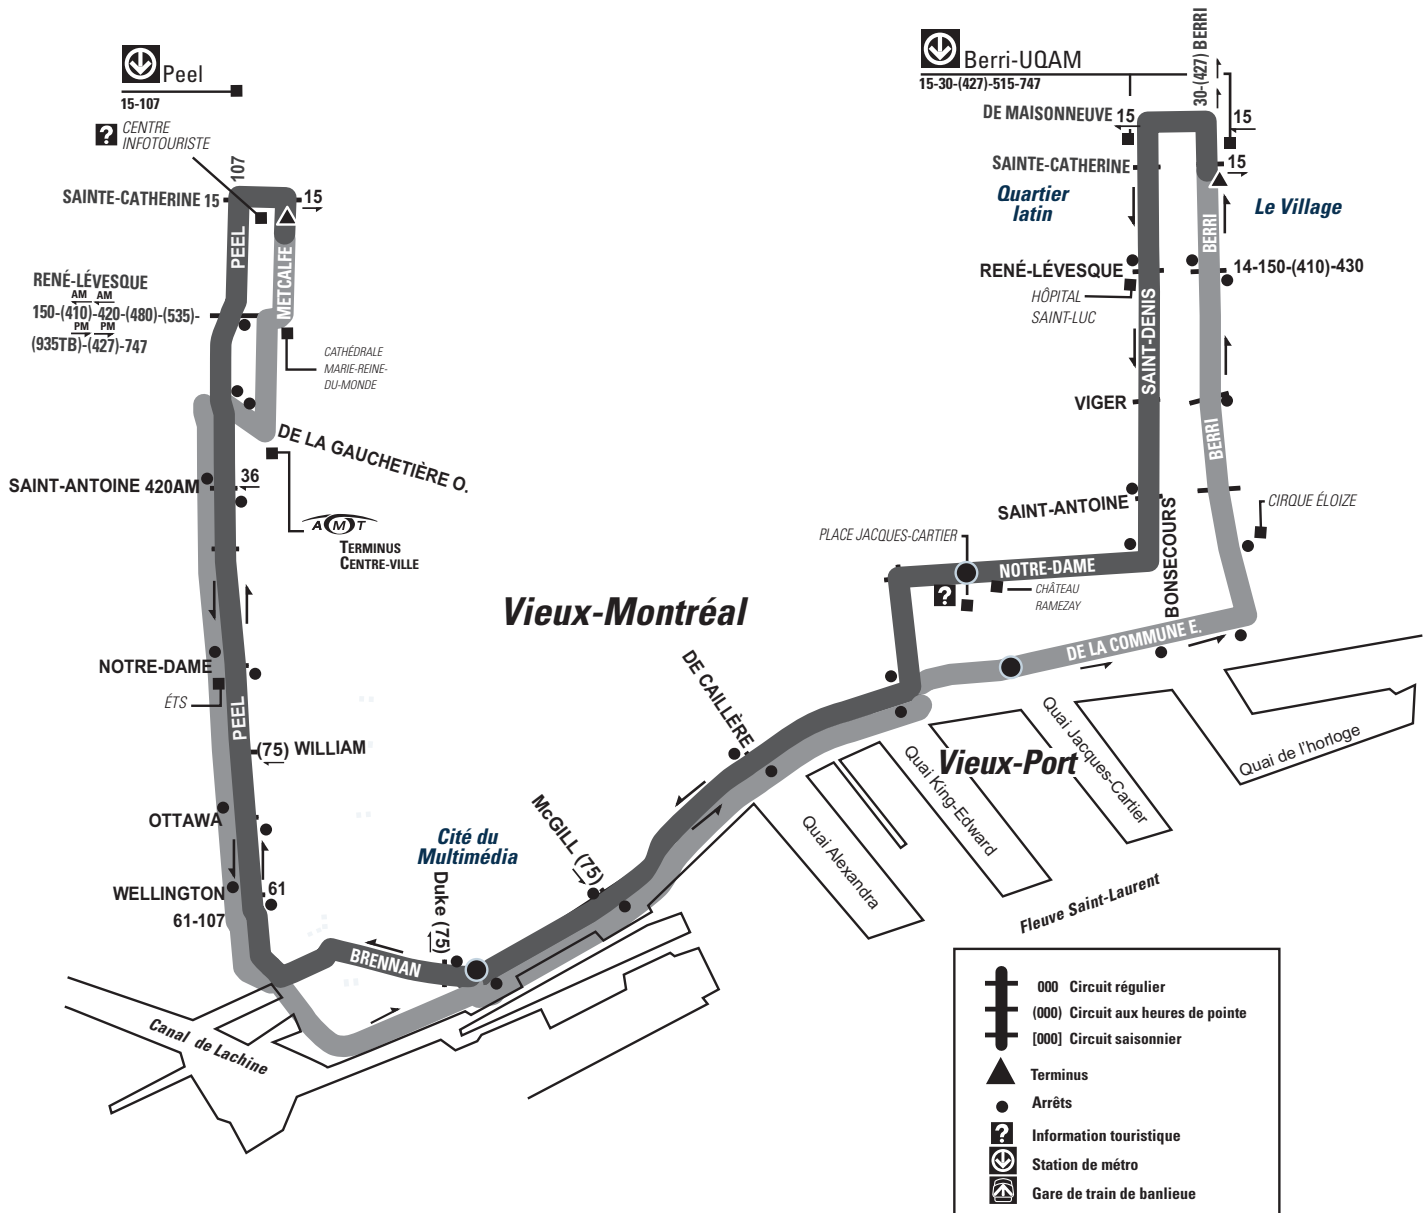 Peel
15-107
? CENTRE
INFOTOURISTE
107
SAINTE-CATHERINE 15
15
PEEL
METCALFE
RENÉ-LÉVESQUE
AM AM
150-(410)-420-(480)-(535)-
PM PM
(935TB)-(427)-747
CATHÉDRALE
MARIE-REINE-
DU-MONDE
DE LA GAUCHETIÈRE O.
SAINT-ANTOINE 420AM
36
AMT
TERMINUS
CENTRE-VILLE
NOTRE-DAME
ÉTS
PEEL
(75) WILLIAM
OTTAWA
WELLINGTON
61
61-107
BRENNAN
Canal de Lachine
Cité du
Multimédia
Duke (75)
McGILL (75)
DE CAILLÈRE
Vieux-Montréal
Berri-UQAM
15-30-(427)-515-747
30-(427) BERRI
DE MAISONNEUVE 15
15
SAINTE-CATHERINE
15
Quartier
latin
Le Village
BERRI
RENÉ-LÉVESQUE
14-150-(410)-430
HÔPITAL
SAINT-LUC
SAINT-DENIS
VIGER
BERRI
SAINT-ANTOINE
CIRQUE ÉLOIZE
PLACE JACQUES-CARTIER
NOTRE-DAME
BONSECOURS
?
CHÂTEAU
RAMEZAY
DE LA COMMUNE E.
Vieux-Port
Quai Alexandra
Quai King-Edward
Quai Jacques-Cartier
Quai de l'horloge
Fleuve Saint-Laurent
000 Circuit régulier
(000) Circuit aux heures de pointe
[000] Circuit saisonnier
Terminus
Arrêts
? Information touristique
Station de métro
Gare de train de banlieue